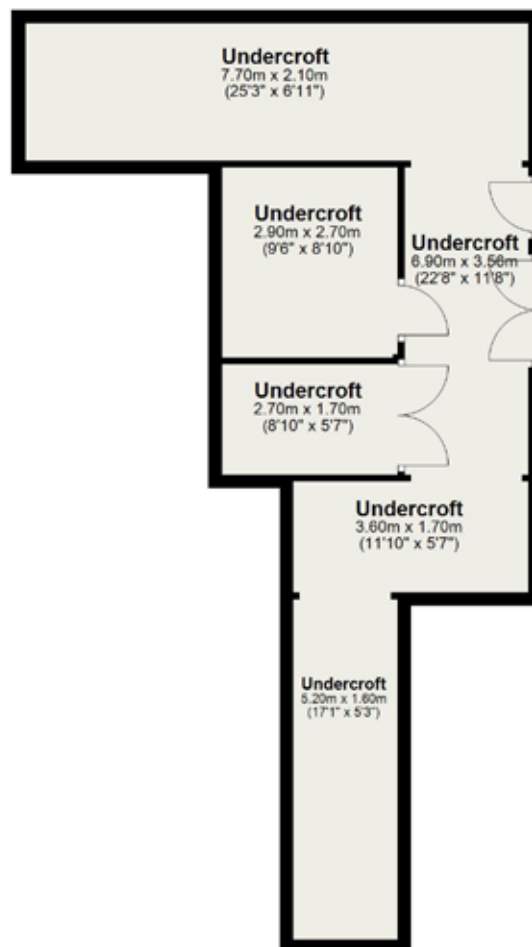 Undercroft
7.70m x 2.10m
(25'3" x 6'11")
Undercroft
2.90m x 2.70m
(9'6" x 8'10")
Undercroft
6.90m x 3.56m
(22'8" x 11'8")
Undercroft
2.70m x 1.70m
(8'10" x 5'7")
Undercroft
3.60m x 1.70m
(11'10" x 5'7")
Undercroft
5.20m x 1.60m
(17'1" x 5'3")